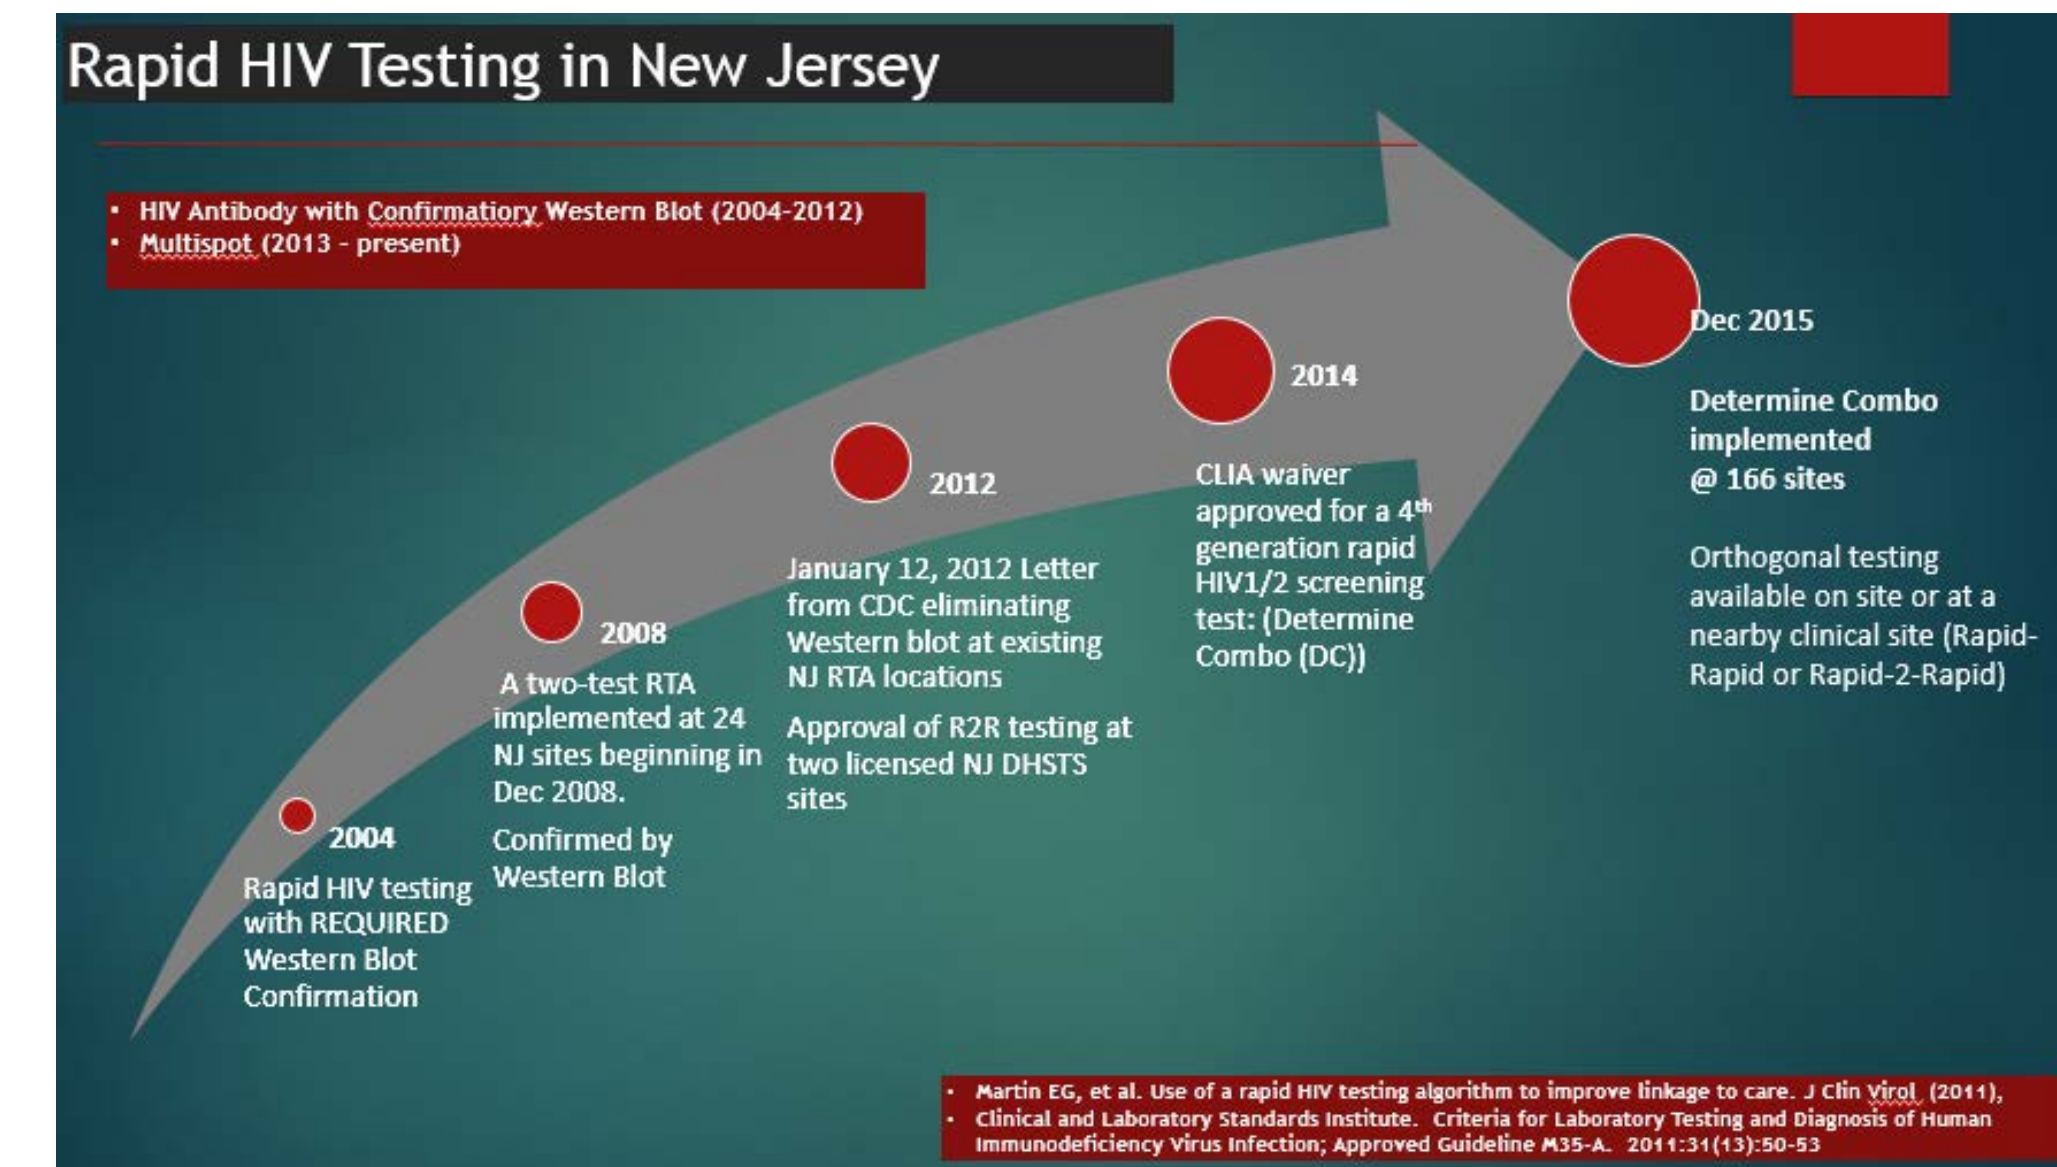 Rapid HIV Testing in New Jersey
• HIV Antibody with Confirmatiory Western Blot (2004-2012)
• Multispot (2013 - present)
2004
Rapid HIV testing
with REQUIRED
Western Blot
Confirmation
2008
A two-test RTA
implemented at 24
NJ sites beginning in
Dec 2008.
Confirmed by
Western Blot
2012
January 12, 2012 Letter
from CDC eliminating
Western blot at existing
NJ RTA locations
Approval of R2R testing at
two licensed NJ DHSTS
sites
2014
CLIA waiver
approved for a 4th
generation rapid
HIV1/2 screening
test: (Determine
Combo (DC))
Dec 2015
Determine Combo
implemented
@ 166 sites
Orthogonal testing
available on site or at a
nearby clinical site (Rapid-
Rapid or Rapid-2-Rapid)
• Martin EG, et al. Use of a rapid HIV testing algorithm to improve linkage to care. J Clin Virol (2011),
• Clinical and Laboratory Standards Institute. Criteria for Laboratory Testing and Diagnosis of Human
Immunodeficiency Virus Infection; Approved Guideline M35-A. 2011:31(13):50-53